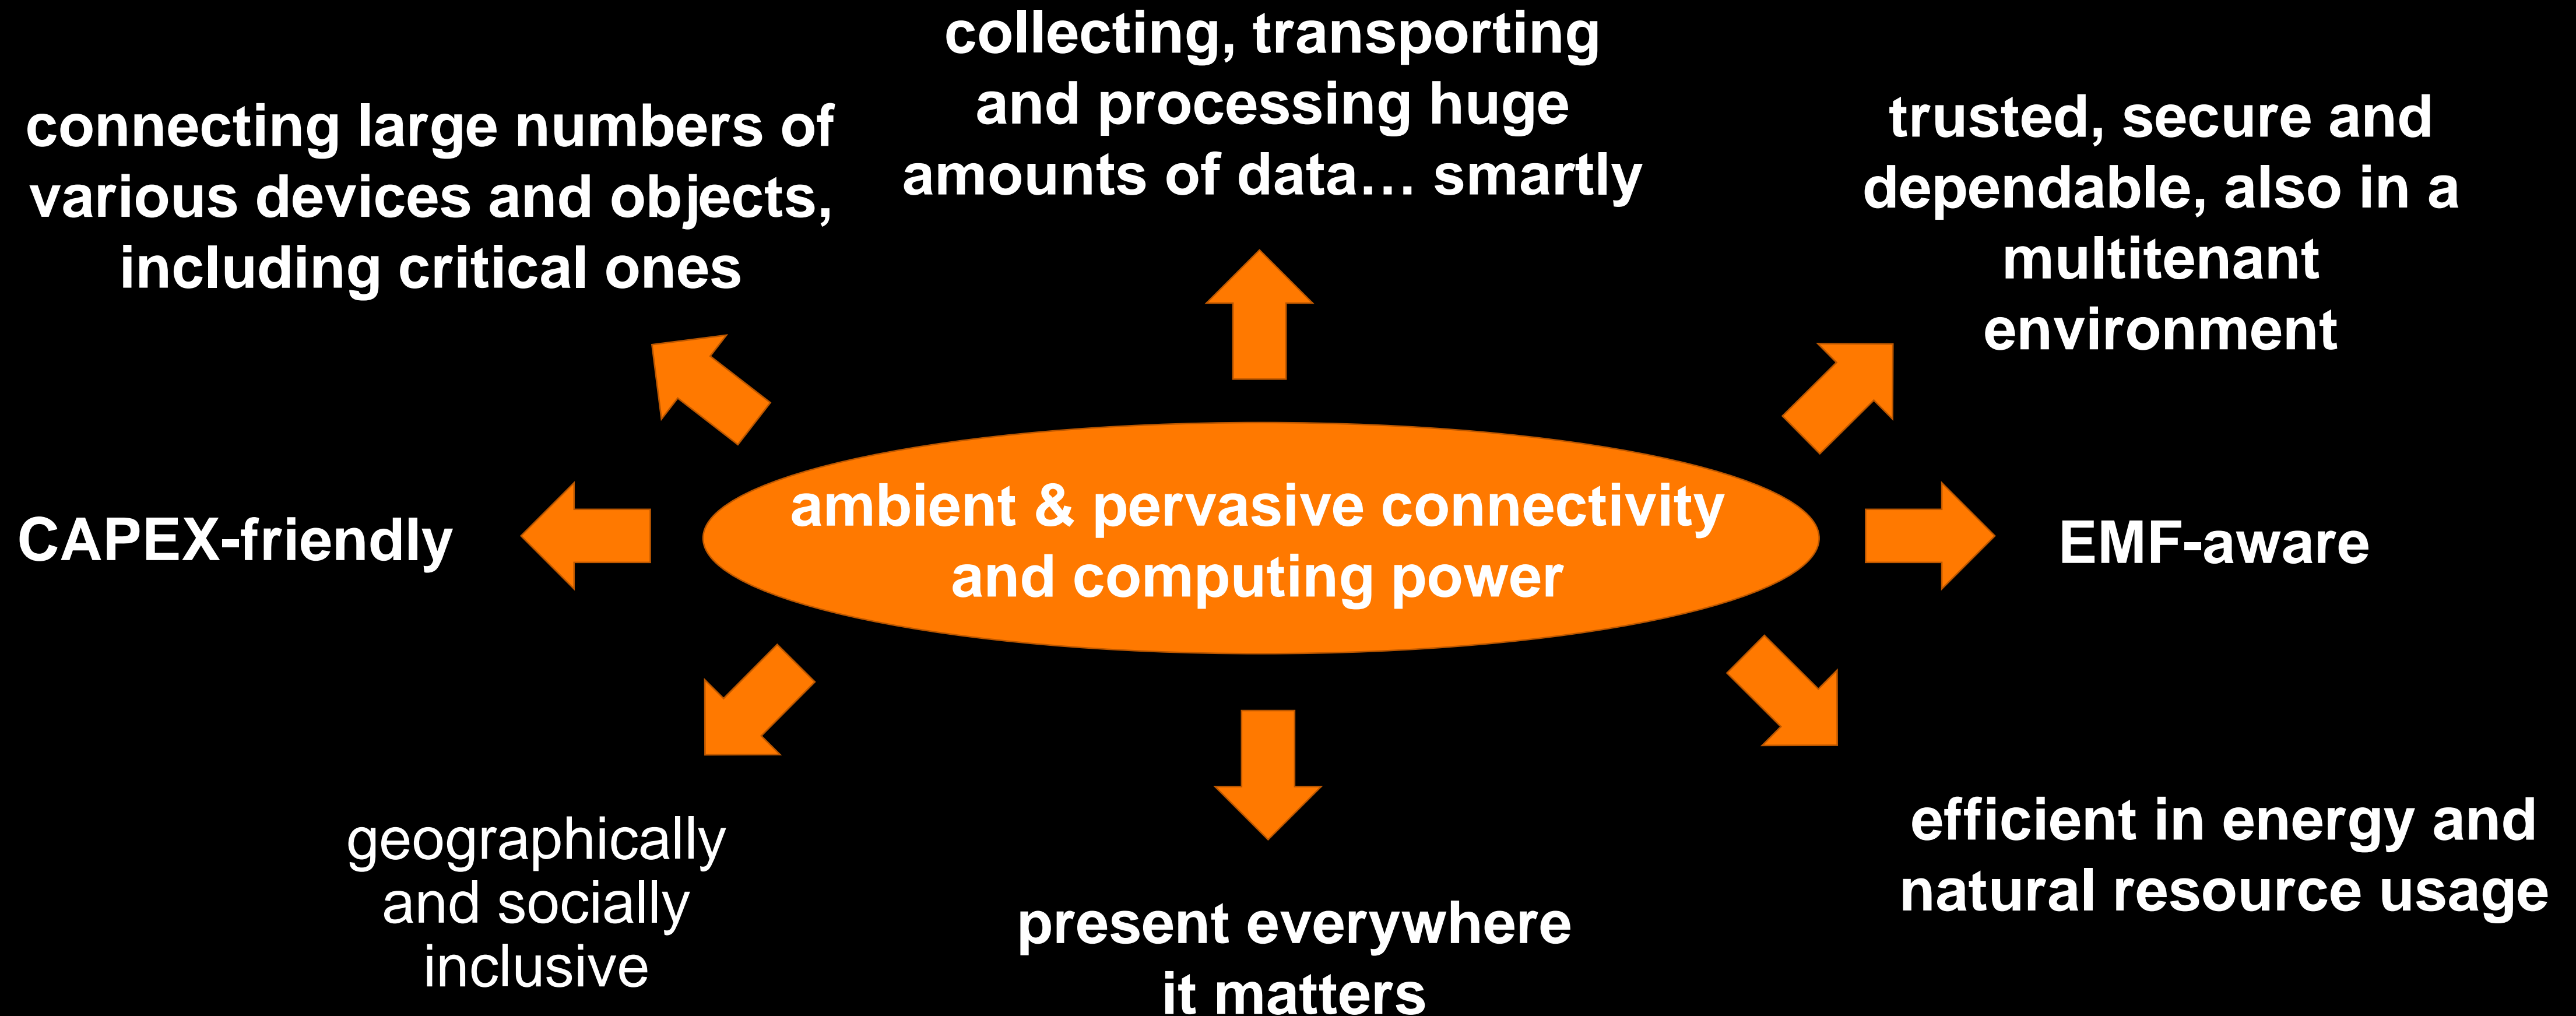 collecting, transporting
and processing huge
amounts of data… smartly
connecting large numbers of
various devices and objects,
including critical ones
trusted, secure and
dependable, also in a
multitenant
environment
CAPEX-friendly
ambient & pervasive connectivity
and computing power
EMF-aware
geographically
and socially
inclusive
present everywhere
it matters
efficient in energy and
natural resource usage